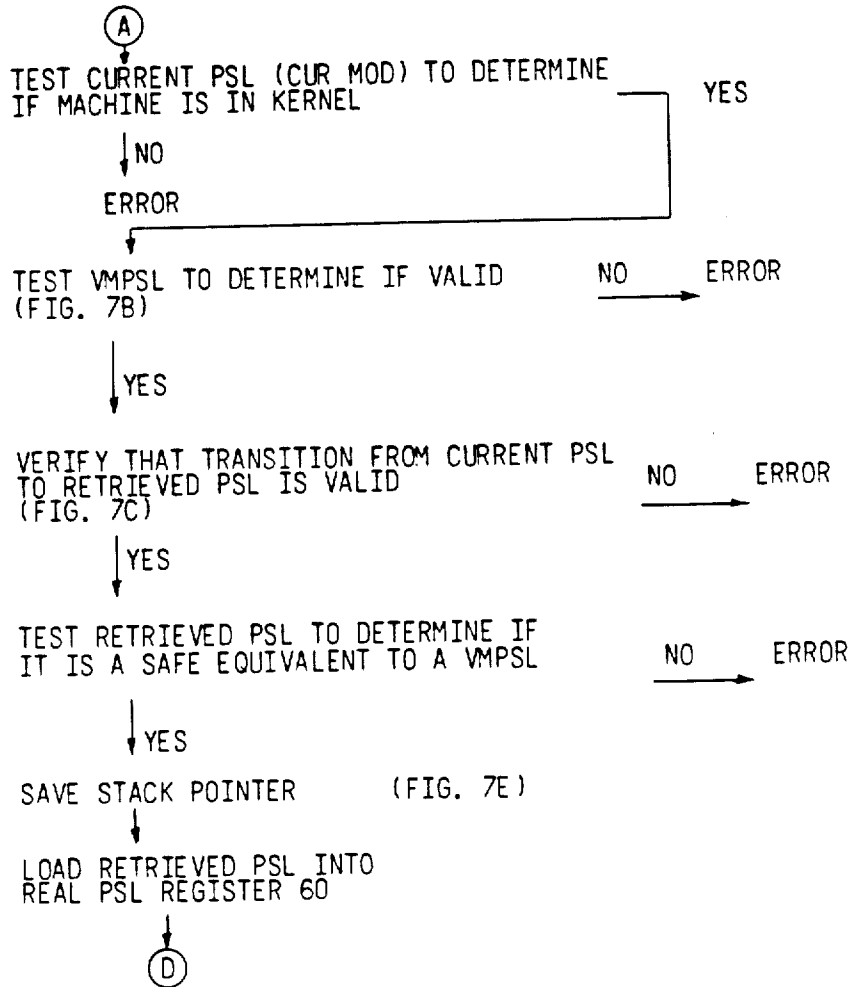 A
TEST CURRENT PSL (CUR MOD) TO DETERMINE
IF MACHINE IS IN KERNEL
YES
NO
ERROR
TEST VMPSL TO DETERMINE IF VALID
(FIG. 7B)
NO
ERROR
YES
VERIFY THAT TRANSITION FROM CURRENT PSL
TO RETRIEVED PSL IS VALID
(FIG. 7C)
NO
ERROR
YES
TEST RETRIEVED PSL TO DETERMINE IF
IT IS A SAFE EQUIVALENT TO A VMPSL
NO
ERROR
YES
SAVE STACK POINTER (FIG. 7E)
LOAD RETRIEVED PSL INTO
REAL PSL REGISTER 60
D